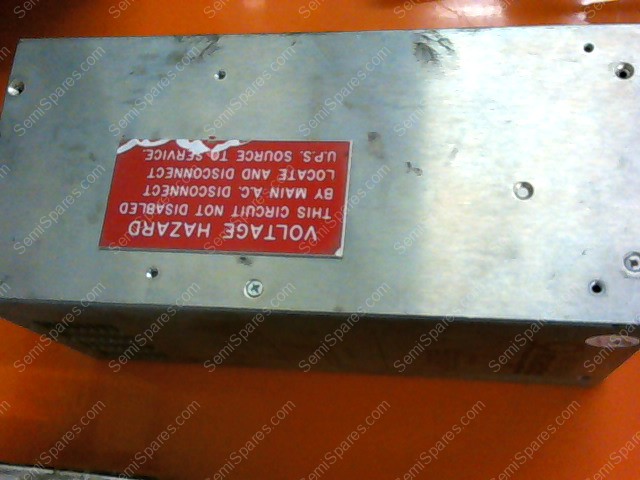 VOLTAGE HAZARD
THIS CIRCUIT NOT DISABLED
BY MAIN A.C. DISCONNECT
LOCATE AND DISCONNECT
U.P.S. SOURCE TO SERVICE.
SemiSpares.com